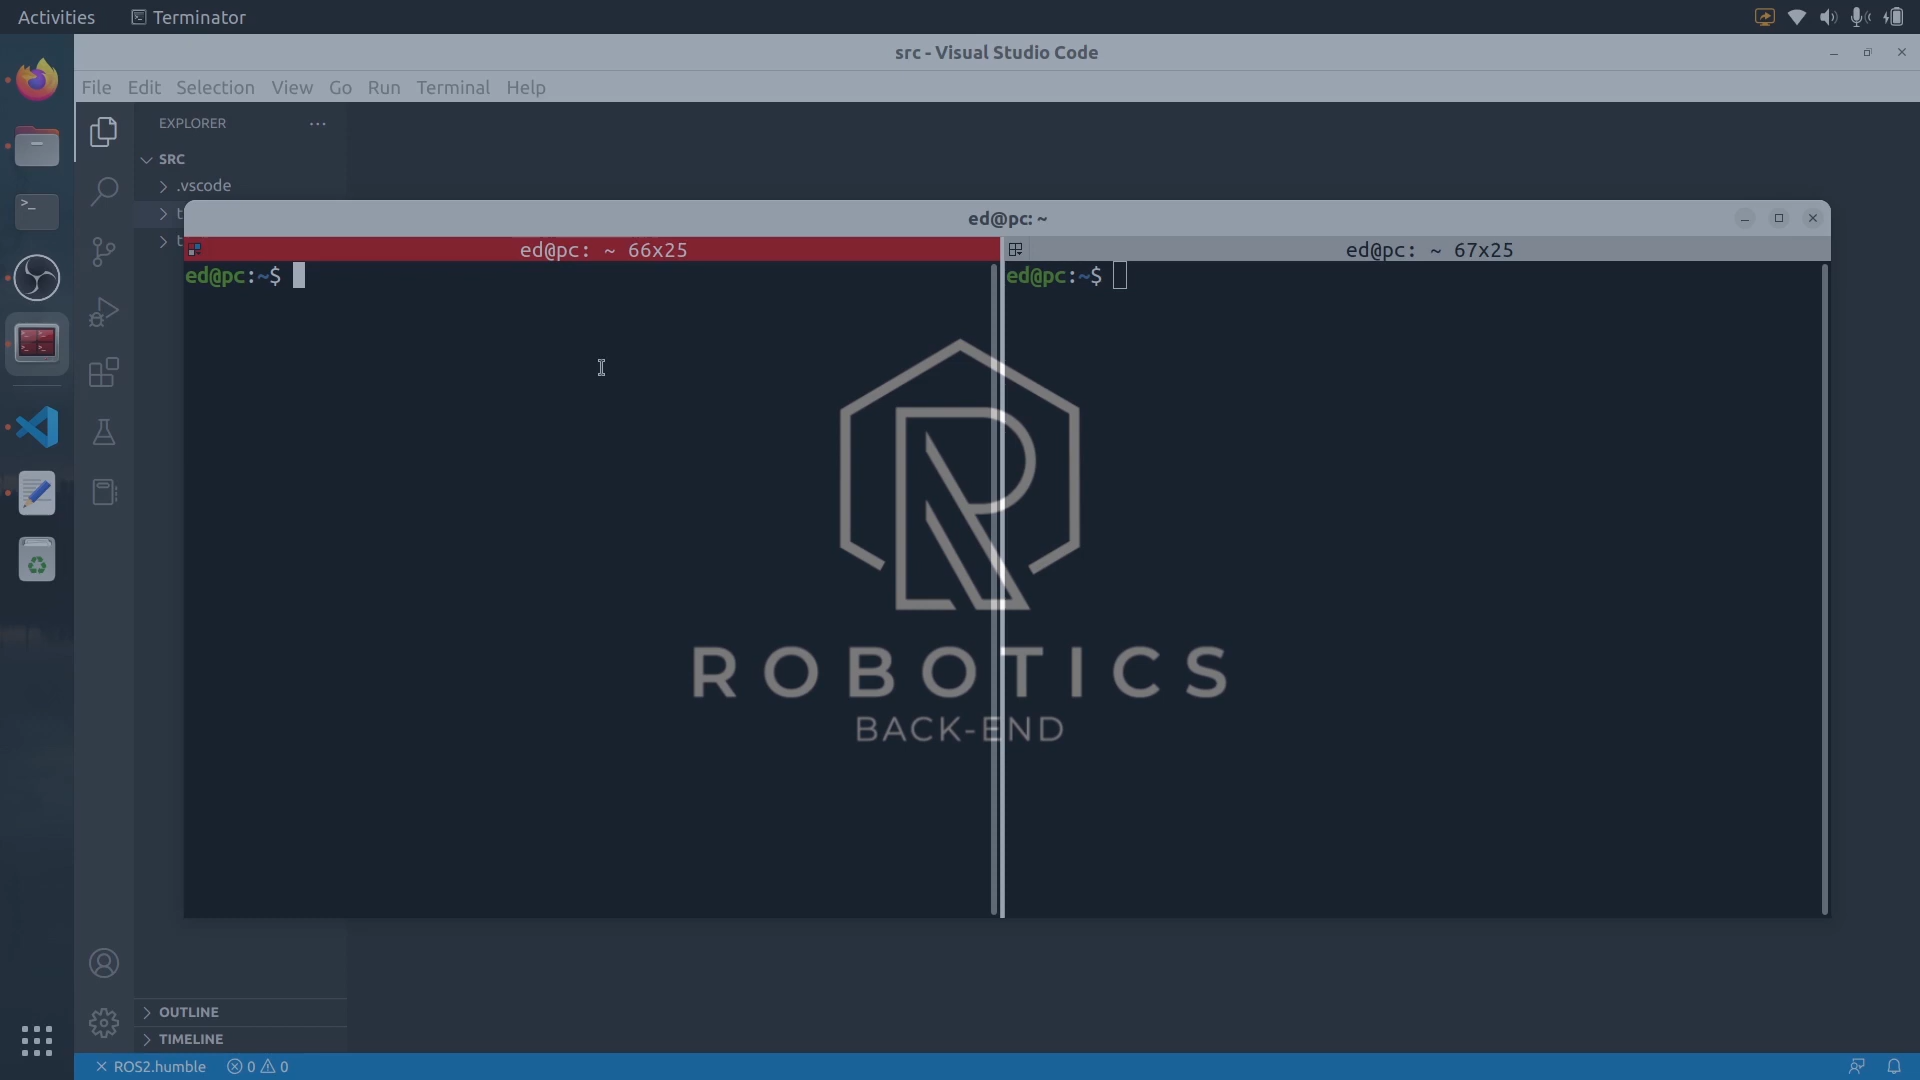 Activities Terminator
src - Visual Studio Code
File Edit Selection View Go Run Terminal Help
EXPLORER
SRC
.vscode
t
t
ed@pc: ~
ed@pc: ~ 66x25
ed@pc: ~ 67x25
ed@pc:~$
ed@pc:~$
ROBOTICS
BACK-END
OUTLINE
TIMELINE
ROS2.humble 0 0